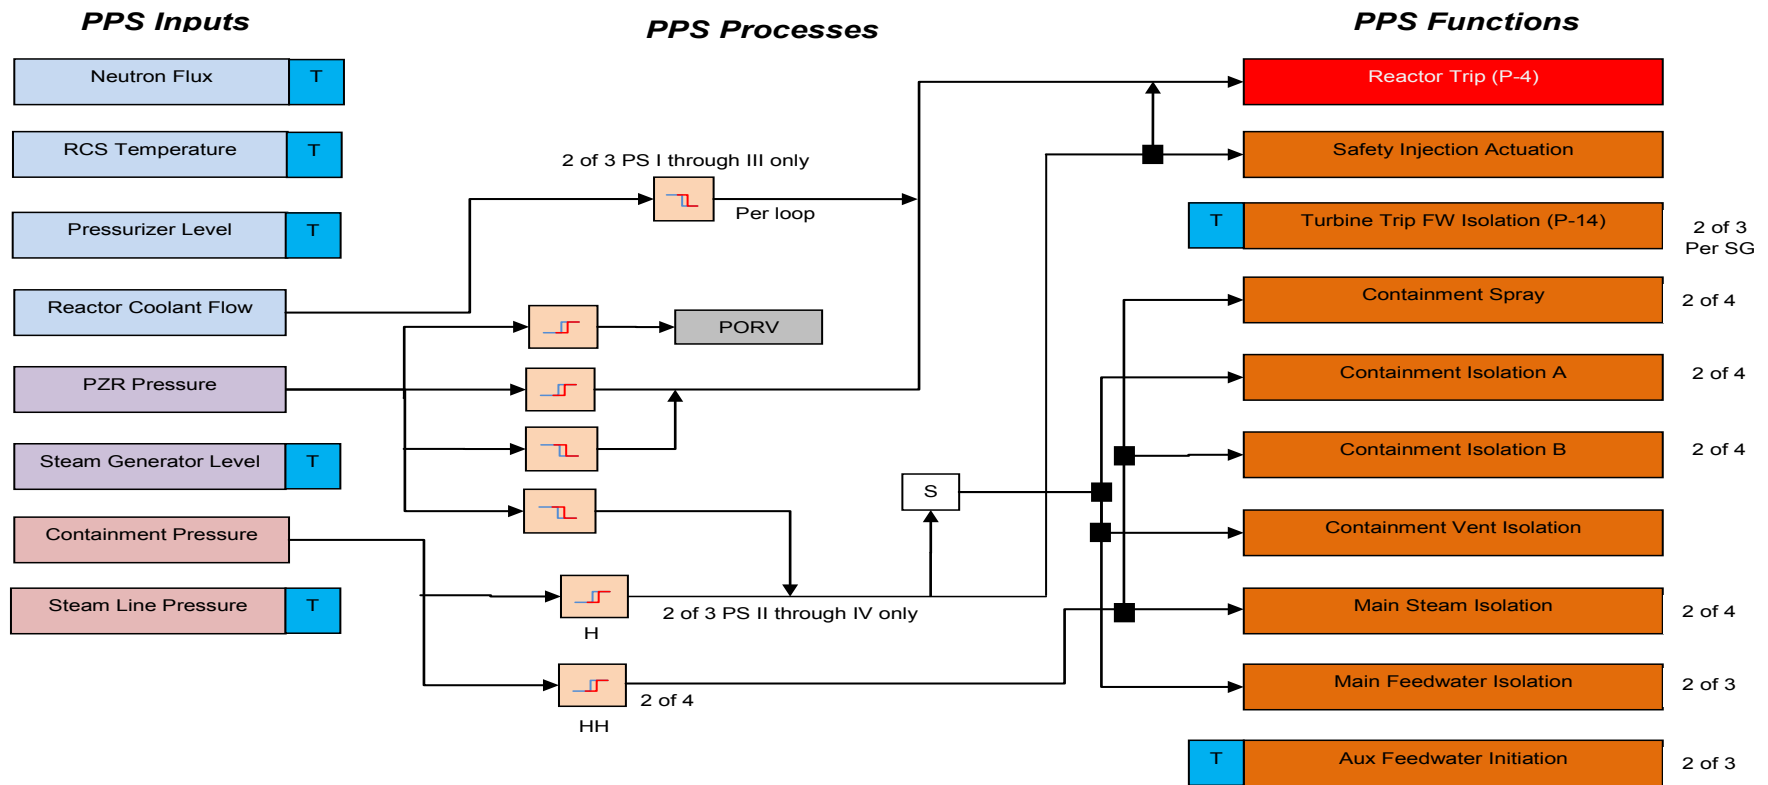 PPS Inputs
PPS Processes
PPS Functions
Neutron Flux
T
Reactor Trip (P-4)
RCS Temperature
T
2 of 3 PS I through III only
Safety Injection Actuation
Per loop
Pressurizer Level
T
T
Turbine Trip FW Isolation (P-14)
2 of 3
Per SG
Reactor Coolant Flow
Containment Spray
2 of 4
PORV
PZR Pressure
Containment Isolation A
2 of 4
Steam Generator Level
T
Containment Isolation B
2 of 4
S
Containment Pressure
Containment Vent Isolation
Steam Line Pressure
T
H
2 of 3 PS II through IV only
Main Steam Isolation
2 of 4
HH
2 of 4
Main Feedwater Isolation
2 of 3
T
Aux Feedwater Initiation
2 of 3